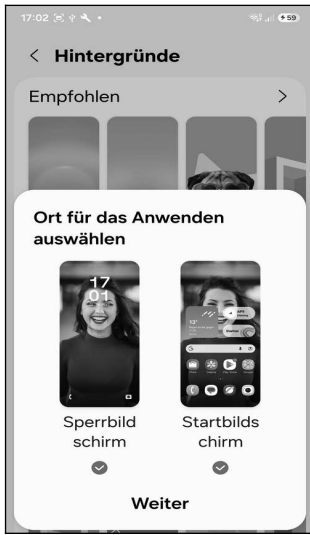 17:02
59
Hintergründe
Empfohlen
Ort für das Anwenden
auswählen
17
01
Sperrbild
schirm
Startbilds
chirm
Weiter